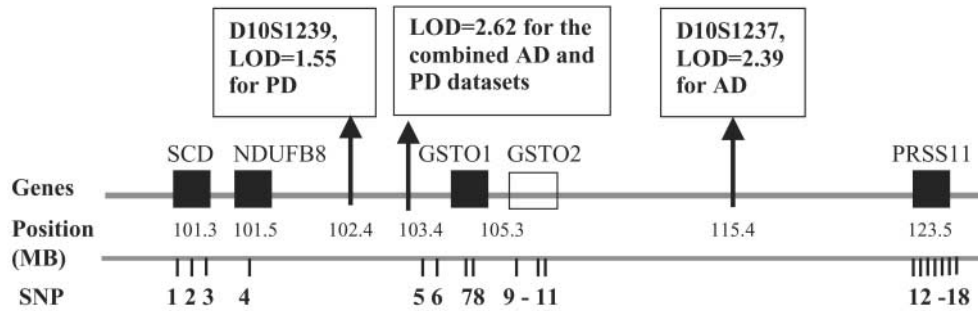 D10S1239,
LOD=1.55
for PD
LOD=2.62 for the
combined AD and
PD datasets
D10S1237,
LOD=2.39
for AD
SCD NDUFB8 GSTO1 GSTO2 PRSS11
Genes
Position 101.3 101.5 102.4 103.4 105.3 115.4 123.5
(MB)
SNP 1 2 3 4 5 6 78 9 - 11 12 -18